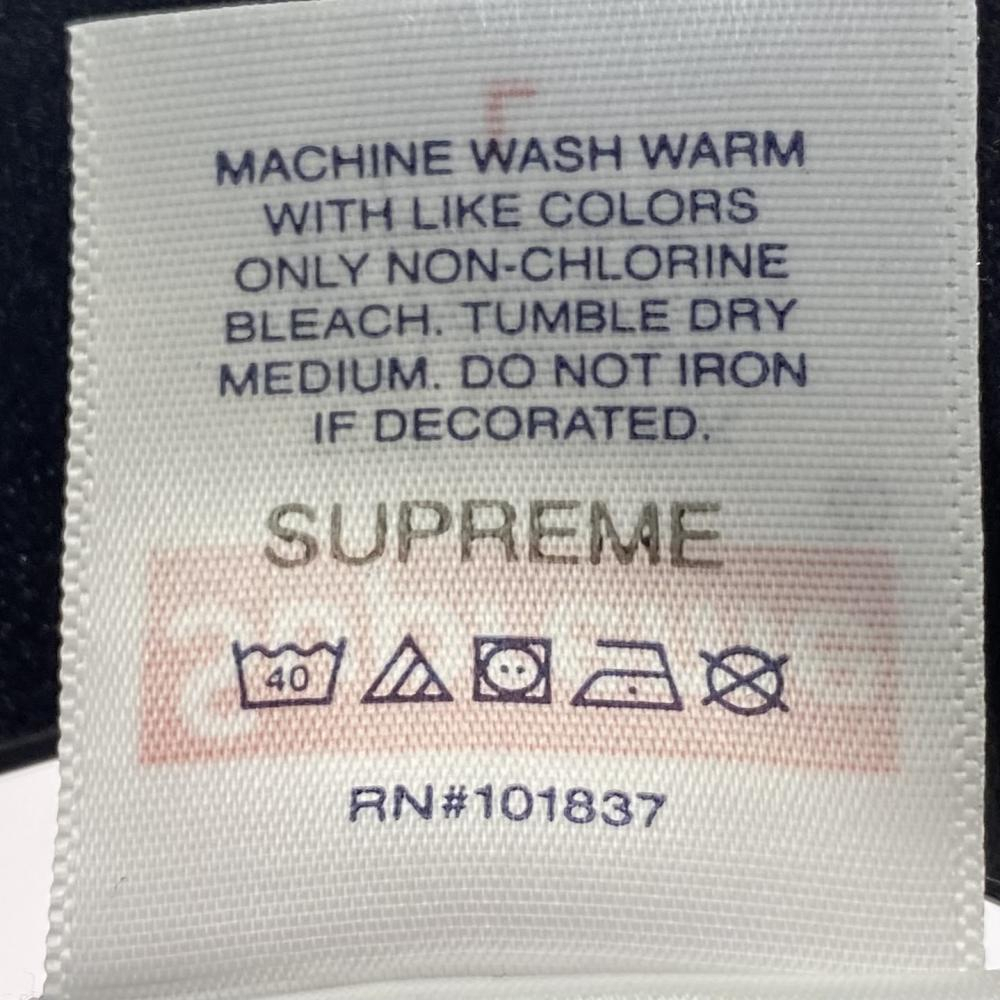 MACHINE WASH WARM
WITH LIKE COLORS
ONLY NON-CHLORINE
BLEACH. TUMBLE DRY
MEDIUM. DO NOT IRON
IF DECORATED.
SUPREME
40
RN#101837